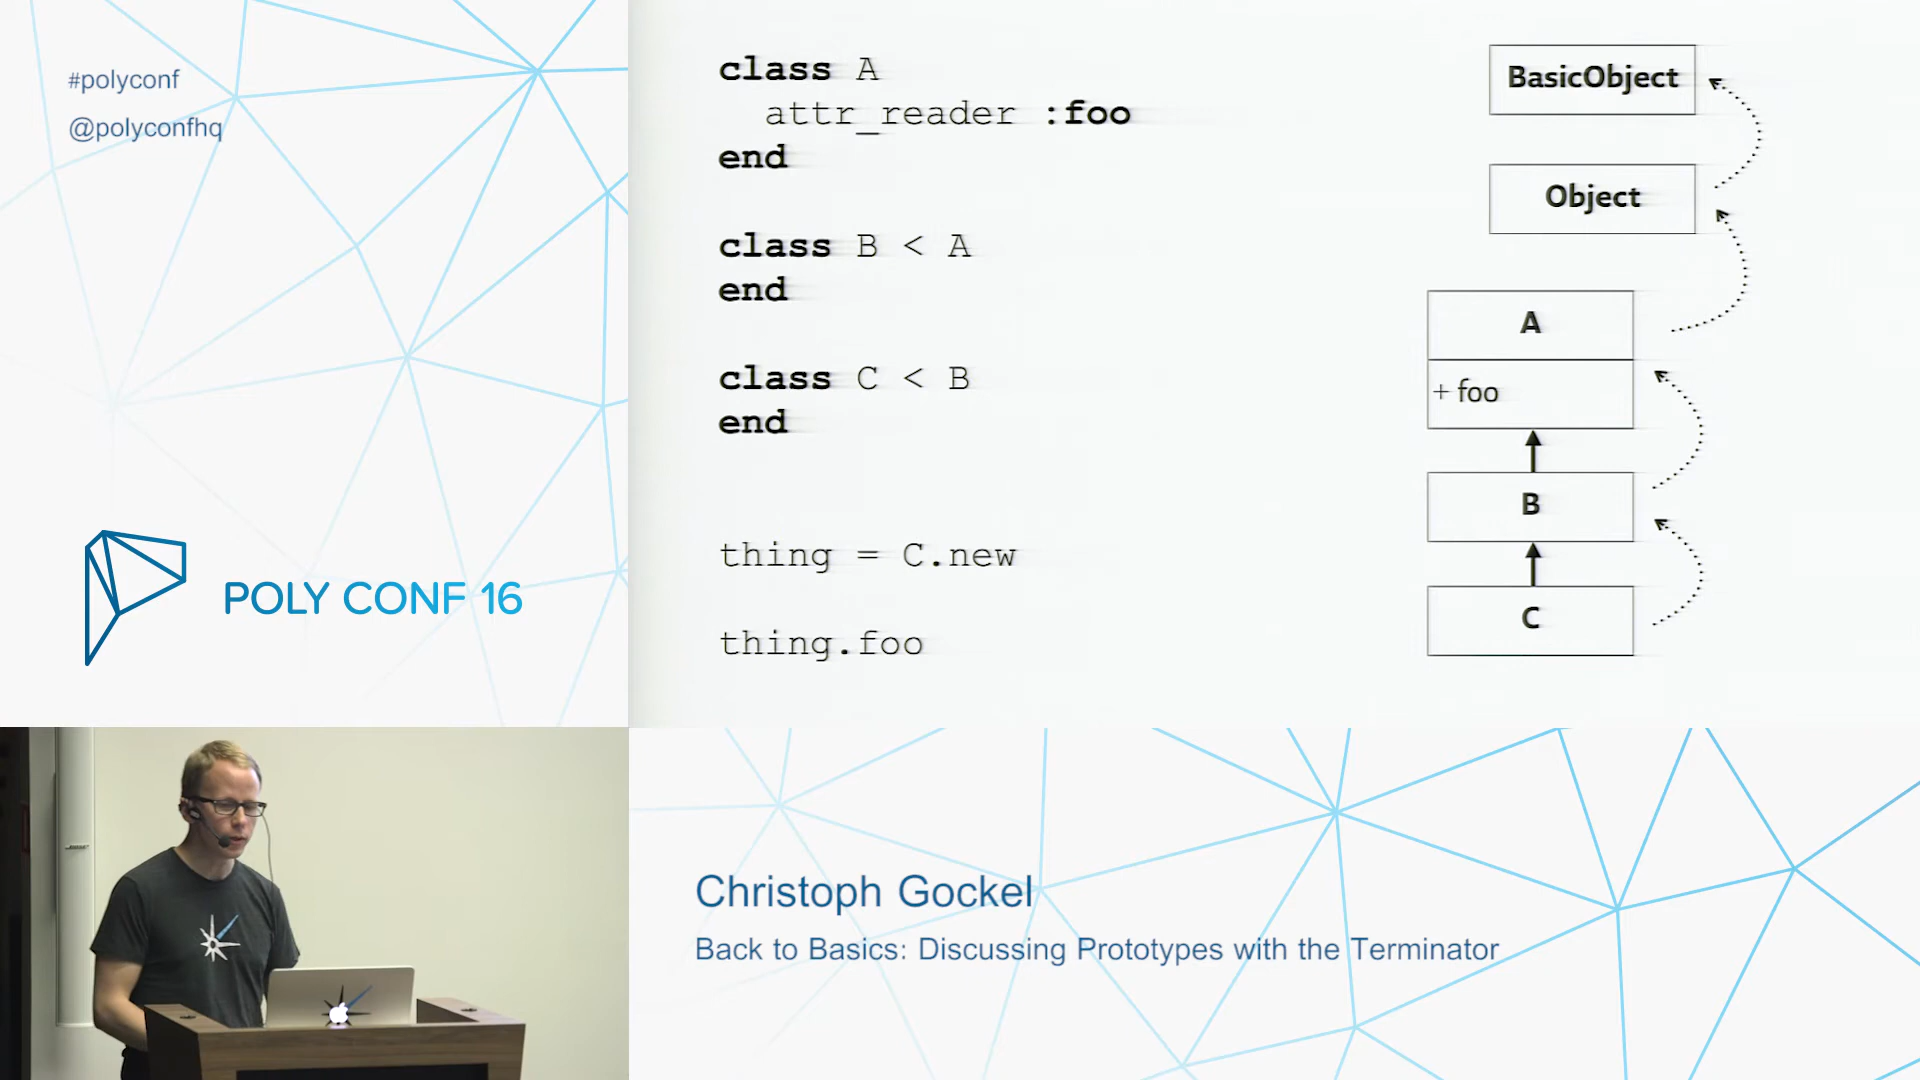 #polyconf
@polyconfhq
POLY CONF 16
class A
attr_reader :foo
end
class B < A
end
class C < B
end
thing = C.new
thing.foo
BasicObject
Object
A
+ foo
B
C
Christoph Gockel
Back to Basics: Discussing Prototypes with the Terminator